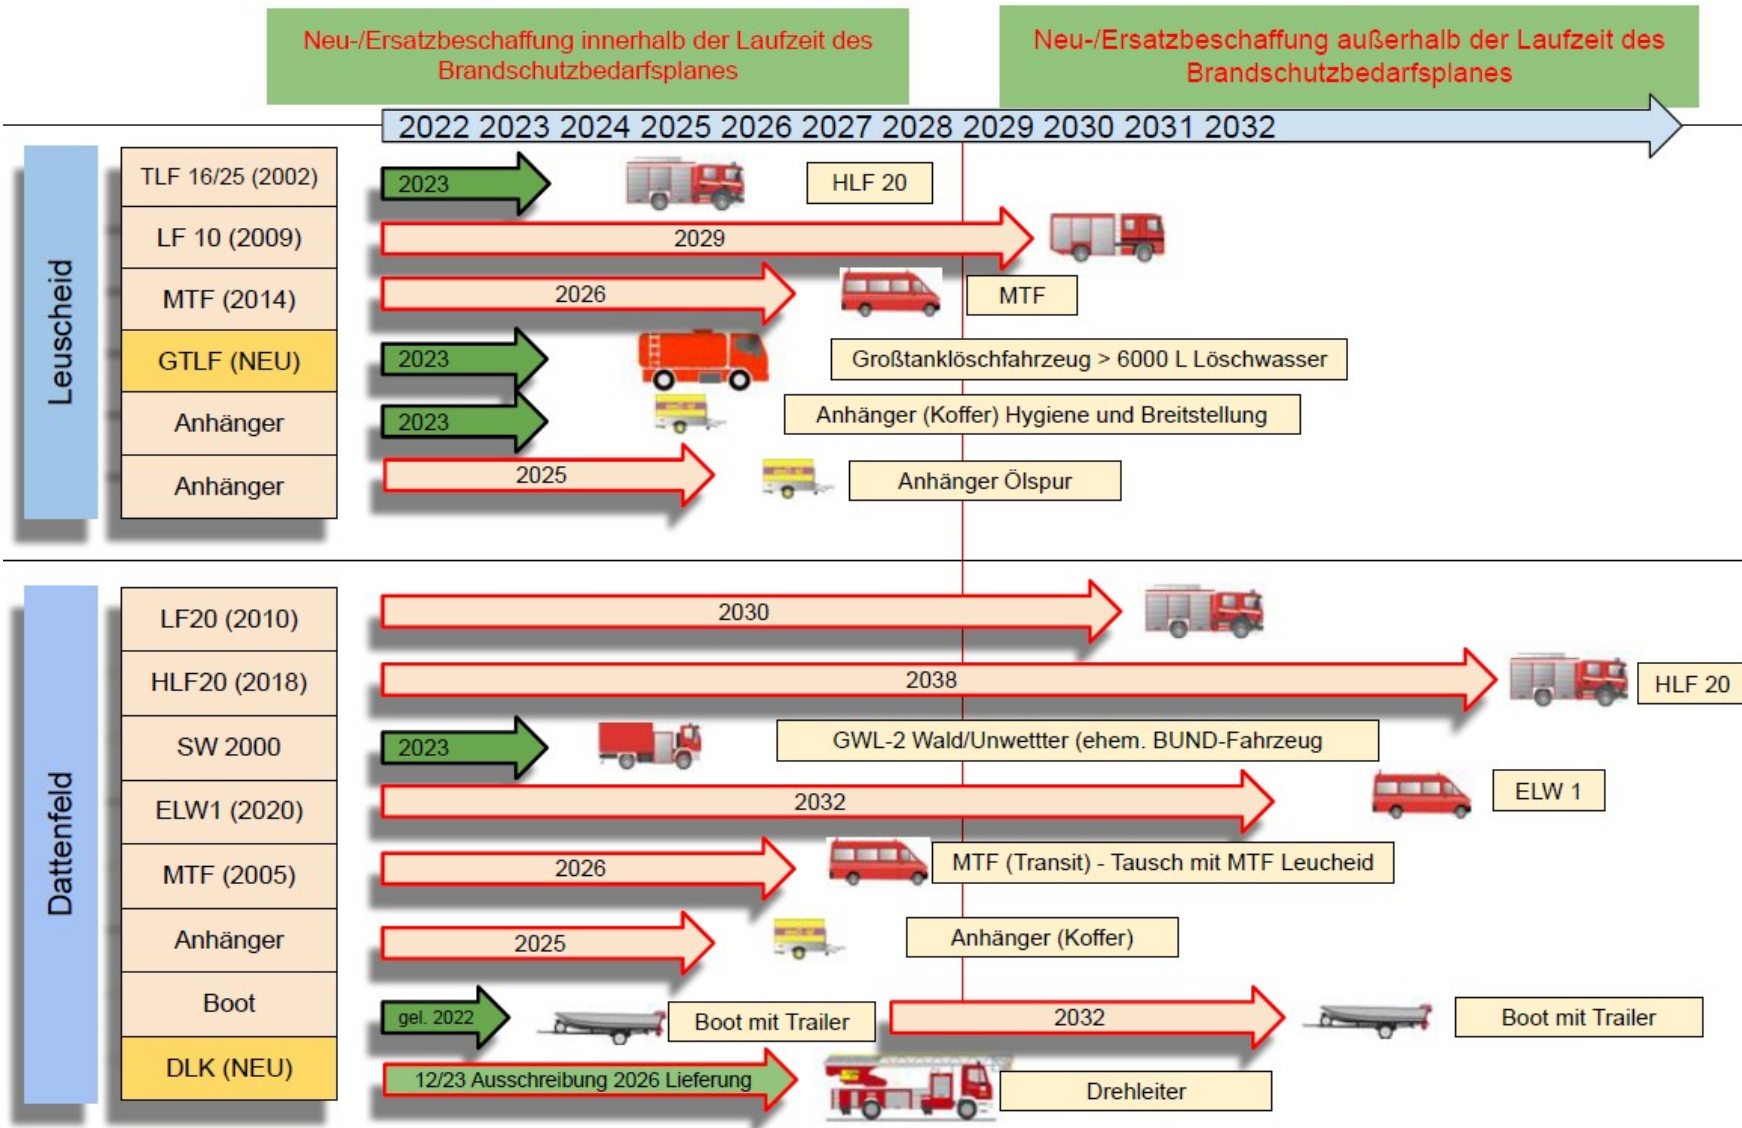 Neu-/Ersatzbeschaffung innerhalb der Laufzeit des
Brandschutzbedarfsplanes
Neu-/Ersatzbeschaffung außerhalb der Laufzeit des
Brandschutzbedarfsplanes
2022 2023 2024 2025 2026 2027 2028 2029 2030 2031 2032
Leuscheid
TLF 16/25 (2002)
2023
HLF 20
LF 10 (2009)
2029
MTF (2014)
2026
MTF
GTLF (NEU)
2023
Großtanklöschfahrzeug > 6000 L Löschwasser
Anhänger
2023
Anhänger (Koffer) Hygiene und Breitstellung
Anhänger
2025
Anhänger Ölspur
Dattenfeld
LF20 (2010)
2030
HLF20 (2018)
2038
HLF 20
SW 2000
2023
GWL-2 Wald/Unwettter (ehem. BUND-Fahrzeug
ELW1 (2020)
2032
ELW 1
MTF (2005)
2026
MTF (Transit) - Tausch mit MTF Leucheid
Anhänger
2025
Anhänger (Koffer)
Boot
gel. 2022
Boot mit Trailer
2032
Boot mit Trailer
DLK (NEU)
12/23 Ausschreibung 2026 Lieferung
Drehleiter